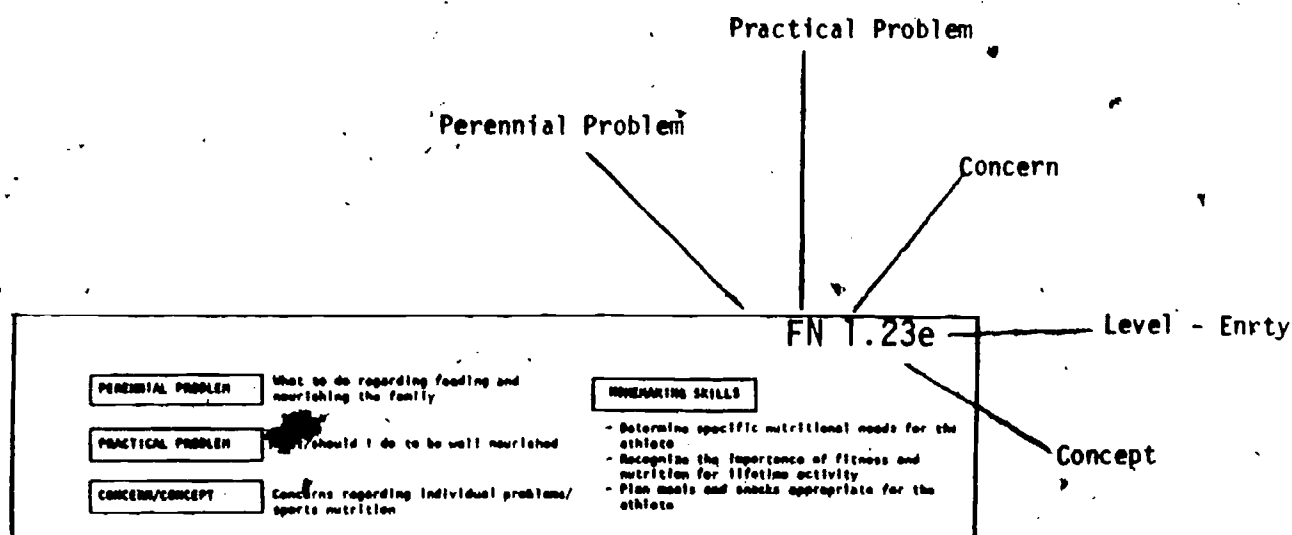 Practical Problem
Perennial Problem
Concern
FN 1.23e
Level - Enrty
Concept
PERENNIAL PROBLEM
What to do regarding feeding and
nourishing the family
PRACTICAL PROBLEM
should I do to be well nourished
CONCERN/CONCEPT
Concerns regarding individual problems/
sports nutrition
HOMEMAKING SKILLS
- Determine specific nutritional needs for the
athlete
- Recognize the importance of fitness and
nutrition for lifetime activity
- Plan meals and snacks appropriate for the
athlete